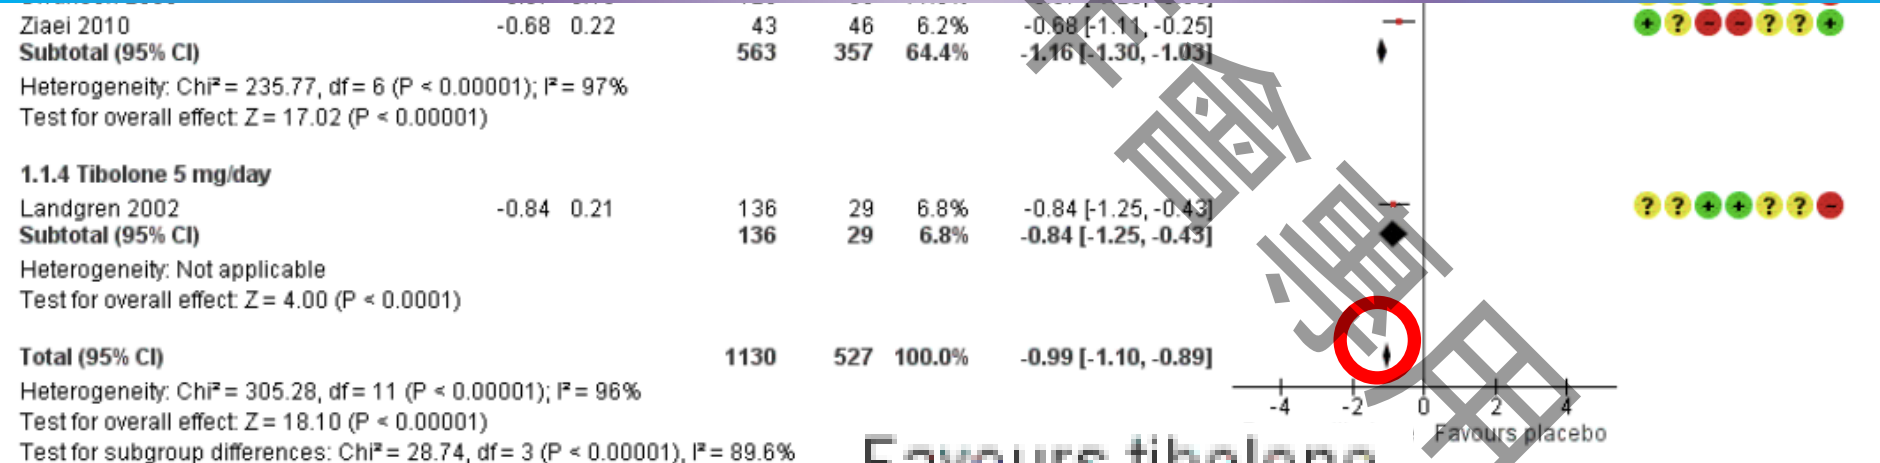 Ziaei 2010 -0.68 0.22 43 46 6.2% -0.68 [-1.11, -0.25] + ? - - ? ? +
Subtotal (95% CI) 563 357 64.4% -1.16 [-1.30, -1.03]
Heterogeneity: Chi² = 235.77, df = 6 (P < 0.00001); I² = 97%
Test for overall effect: Z = 17.02 (P < 0.00001)
1.1.4 Tibolone 5 mg/day
Landgren 2002 -0.84 0.21 136 29 6.8% -0.84 [-1.25, -0.43] ? ? + + ? ? -
Subtotal (95% CI) 136 29 6.8% -0.84 [-1.25, -0.43]
Heterogeneity: Not applicable
Test for overall effect: Z = 4.00 (P < 0.0001)
Total (95% CI) 1130 527 100.0% -0.99 [-1.10, -0.89]
Heterogeneity: Chi² = 305.28, df = 11 (P < 0.00001); I² = 96%
Test for overall effect: Z = 18.10 (P < 0.00001)
Test for subgroup differences: Chi² = 28.74, df = 3 (P < 0.00001), I² = 89.6%
-4 -2 0 2 4
Favours tibolone Favours placebo
會專用